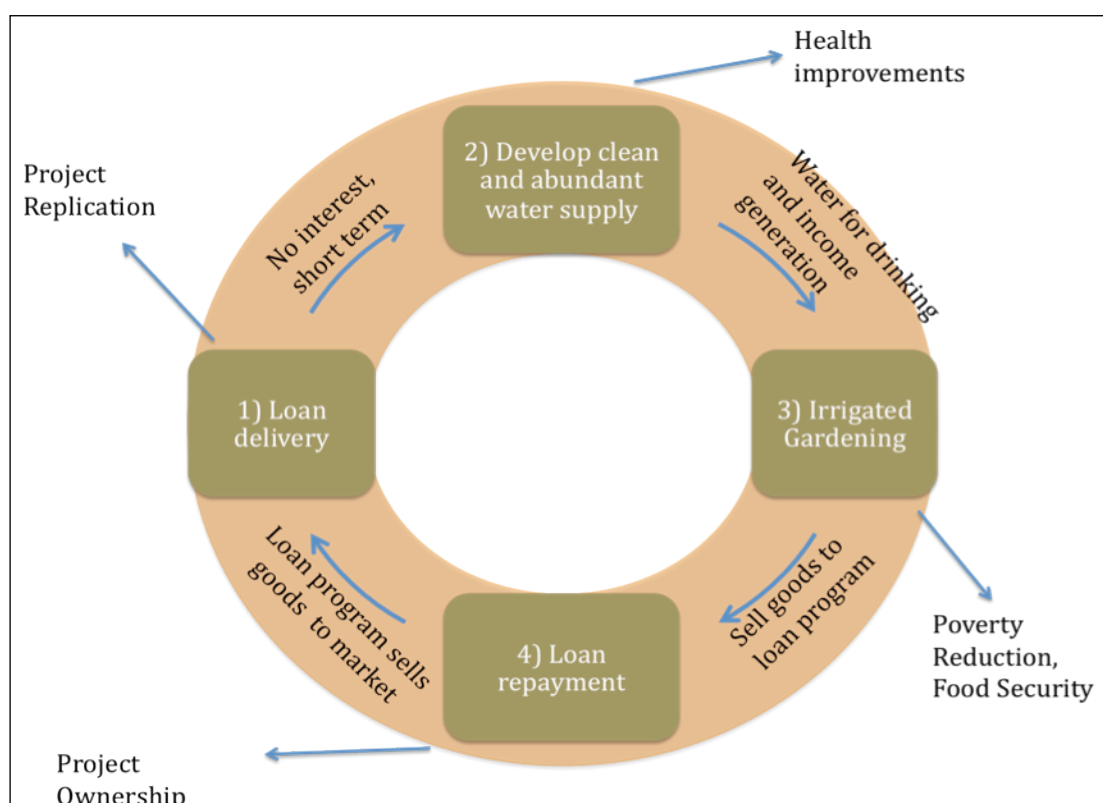 Health
improvements
Project
Replication
2) Develop clean
and abundant
water supply
No interest,
short term
Water for drinking
and income
generation
1) Loan
delivery
3) Irrigated
Gardening
Loan program sells
goods to market
Sell goods to
loan program
4) Loan
repayment
Poverty
Reduction,
Food Security
Project
Ownership